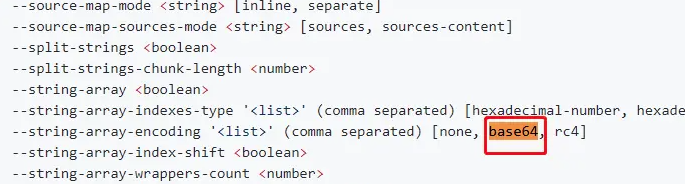 --source-map-mode <string> [inline, separate]
--source-map-sources-mode <string> [sources, sources-content]
--split-strings <boolean>
--split-strings-chunk-length <number>
--string-array <boolean>
--string-array-indexes-type '<list>' (comma separated) [hexadecimal-number, hexade
--string-array-encoding '<list>' (comma separated) [none, base64, rc4]
--string-array-index-shift <boolean>
--string-array-wrappers-count <number>